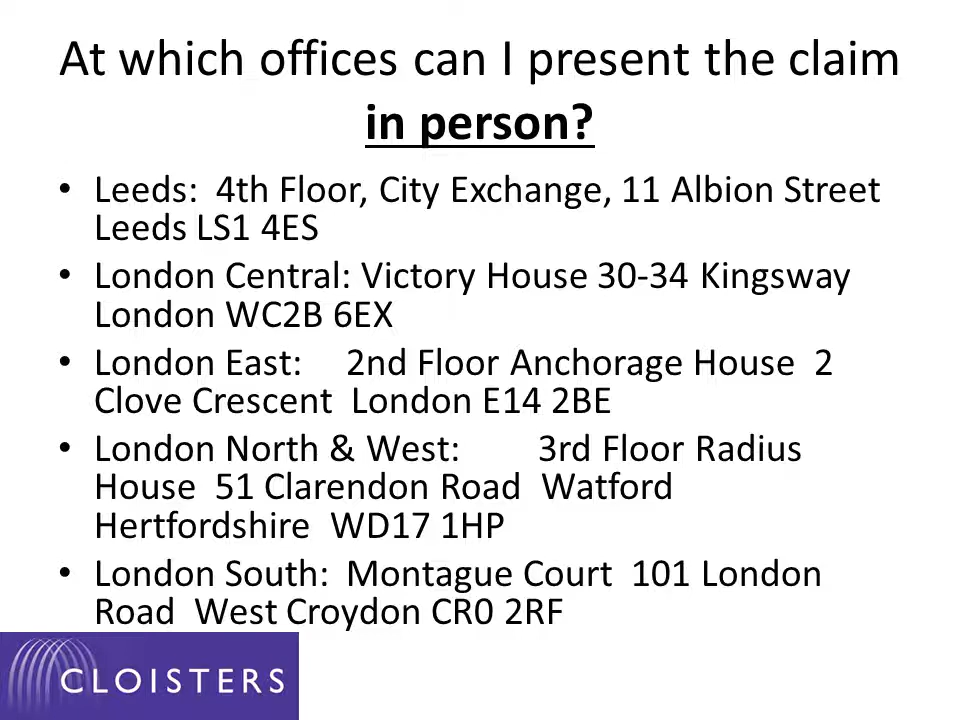 At which offices can I present the claim
in person?
• Leeds:  4th Floor, City Exchange, 11 Albion Street
Leeds LS1 4ES
• London Central: Victory House 30-34 Kingsway
London WC2B 6EX
• London East:    2nd Floor Anchorage House  2
Clove Crescent  London E14 2BE
• London North & West:       3rd Floor Radius
House  51 Clarendon Road  Watford
Hertfordshire  WD17 1HP
• London South:  Montague Court  101 London
Road  West Croydon CR0 2RF
CLOISTERS